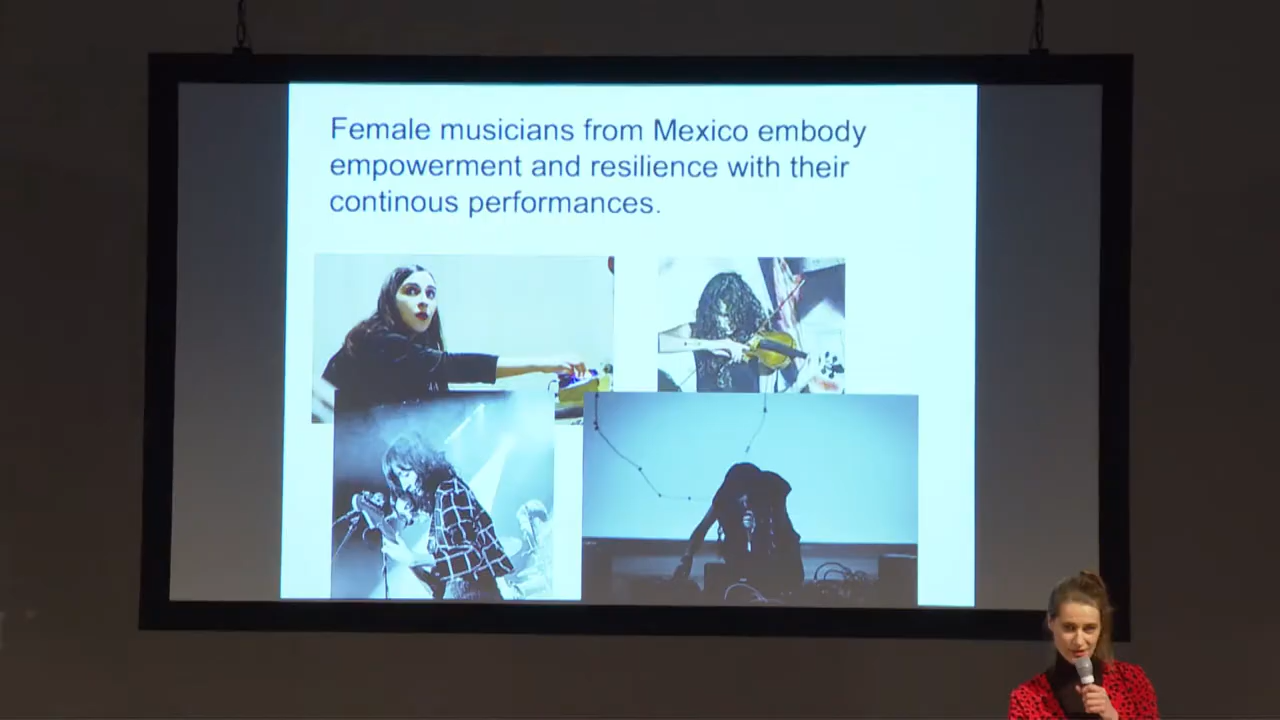 Female musicians from Mexico embody
empowerment and resilience with their
continous performances.